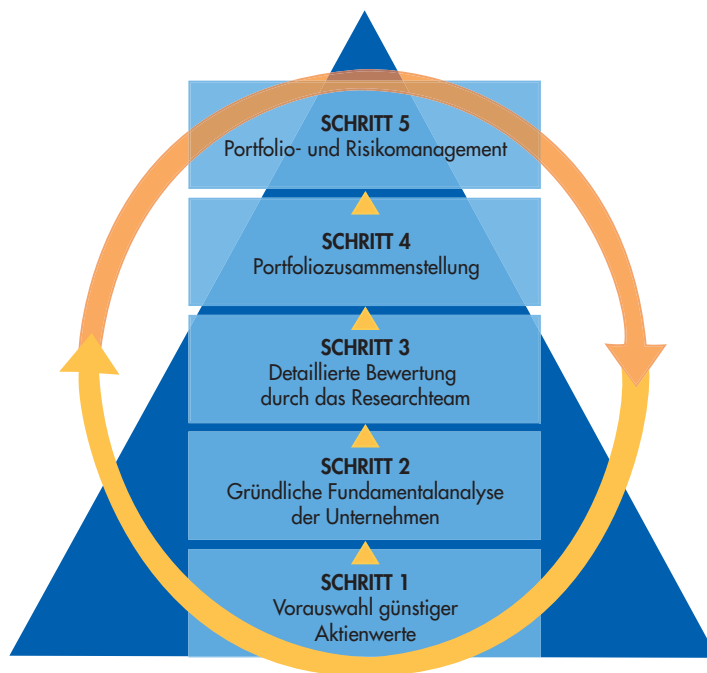 SCHRITT 5
Portfolio- und Risikomanagement
SCHRITT 4
Portfoliozusammenstellung
SCHRITT 3
Detaillierte Bewertung
durch das Researchteam
SCHRITT 2
Gründliche Fundamentalanalyse
der Unternehmen
SCHRITT 1
Vorauswahl günstiger
Aktienwerte